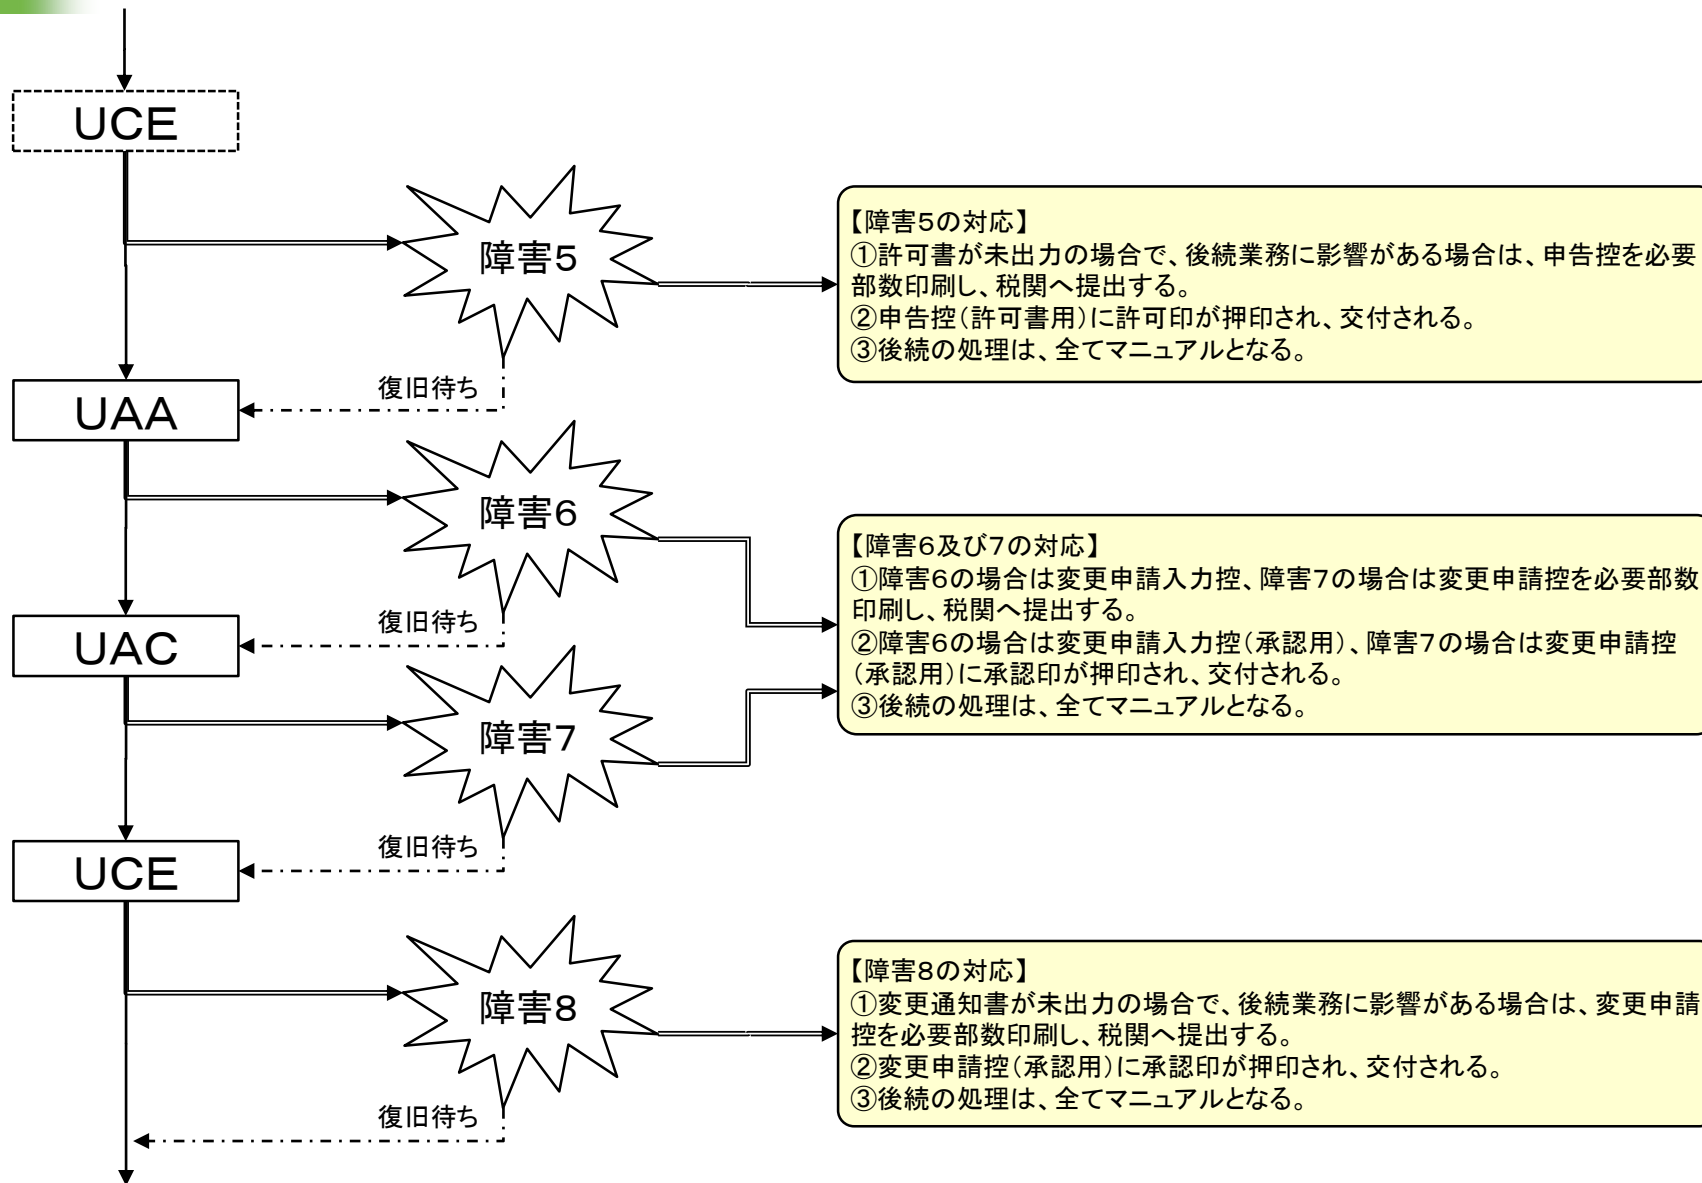 UCE
障害5
【障害5の対応】
①許可書が未出力の場合で、後続業務に影響がある場合は、申告控を必要
部数印刷し、税関へ提出する。
②申告控(許可書用)に許可印が押印され、交付される。
③後続の処理は、全てマニュアルとなる。
復旧待ち
UAA
障害6
【障害6及び7の対応】
①障害6の場合は変更申請入力控、障害7の場合は変更申請控を必要部数
印刷し、税関へ提出する。
②障害6の場合は変更申請入力控(承認用)、障害7の場合は変更申請控
(承認用)に承認印が押印され、交付される。
③後続の処理は、全てマニュアルとなる。
復旧待ち
UAC
障害7
復旧待ち
UCE
障害8
【障害8の対応】
①変更通知書が未出力の場合で、後続業務に影響がある場合は、変更申請
控を必要部数印刷し、税関へ提出する。
②変更申請控(承認用)に承認印が押印され、交付される。
③後続の処理は、全てマニュアルとなる。
復旧待ち